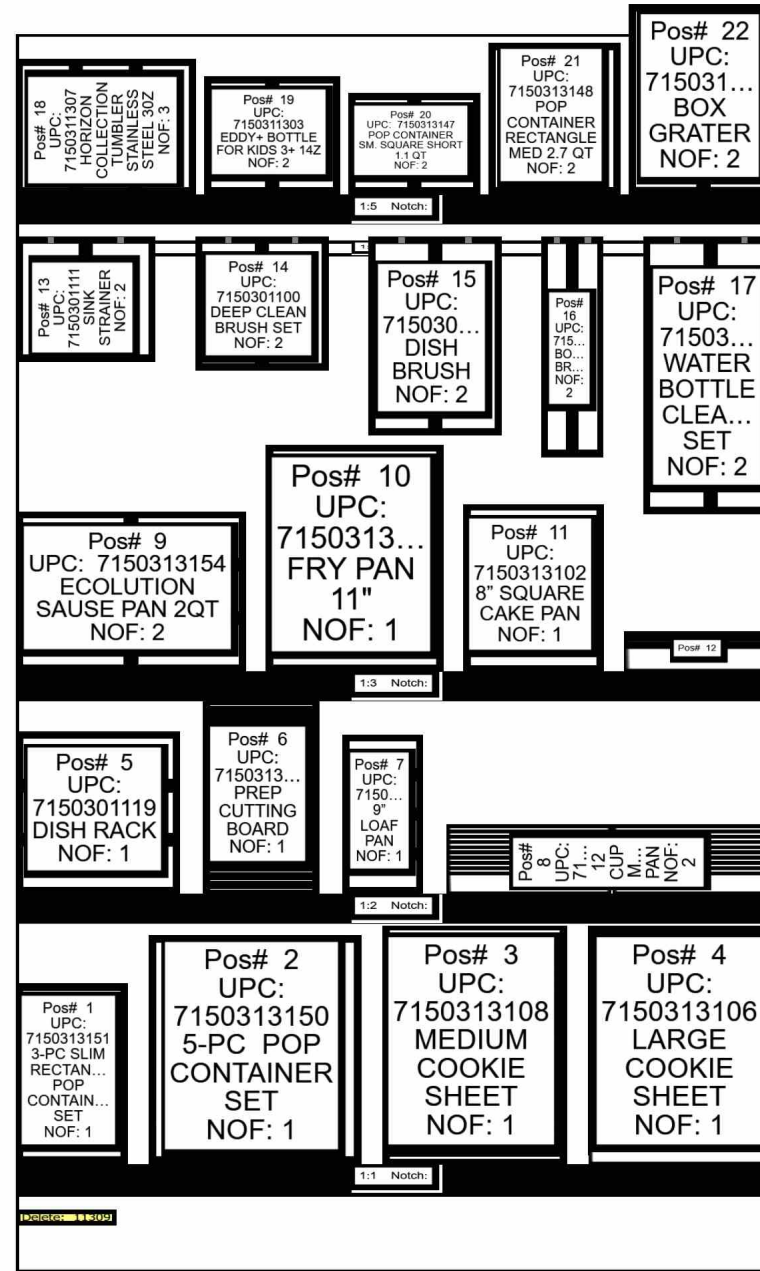 Pos# 18
UPC:
7150311307
HORIZON
COLLECTION
TUMBLER
STAINLESS
STEEL 30Z
NOF: 3
Pos# 19
UPC:
7150311303
EDDY+ BOTTLE
FOR KIDS 3+ 14Z
NOF: 2
Pos# 20
UPC: 7150313147
POP CONTAINER
SM. SQUARE SHORT
1.1 QT
NOF: 2
Pos# 21
UPC:
7150313148
POP
CONTAINER
RECTANGLE
MED 2.7 QT
NOF: 2
Pos# 22
UPC:
715031...
BOX
GRATER
NOF: 2
1:5 Notch:
Pos# 13
UPC:
7150301111
SINK
STRAINER
NOF: 2
Pos# 14
UPC:
7150301100
DEEP CLEAN
BRUSH SET
NOF: 2
Pos# 15
UPC:
715030...
DISH
BRUSH
NOF: 2
Pos#
16
UPC:
715...
BO...
BR...
NOF:
2
Pos# 17
UPC:
71503...
WATER
BOTTLE
CLEA...
SET
NOF: 2
Pos# 9
UPC: 7150313154
ECOLUTION
SAUSE PAN 2QT
NOF: 2
Pos# 10
UPC:
7150313...
FRY PAN
11"
NOF: 1
Pos# 11
UPC:
7150313102
8” SQUARE
CAKE PAN
NOF: 1
Pos# 12
1:3 Notch:
Pos# 5
UPC:
7150301119
DISH RACK
NOF: 1
Pos# 6
UPC:
7150313...
PREP
CUTTING
BOARD
NOF: 1
Pos# 7
UPC:
7150...
9”
LOAF
PAN
NOF: 1
Pos#
8
UPC:
71...
12
CUP
M...
PAN
NOF:
2
1:2 Notch:
Pos# 1
UPC:
7150313151
3-PC SLIM
RECTAN...
POP
CONTAIN...
SET
NOF: 1
Pos# 2
UPC:
7150313150
5-PC POP
CONTAINER
SET
NOF: 1
Pos# 3
UPC:
7150313108
MEDIUM
COOKIE
SHEET
NOF: 1
Pos# 4
UPC:
7150313106
LARGE
COOKIE
SHEET
NOF: 1
1:1 Notch:
Delete: 11309